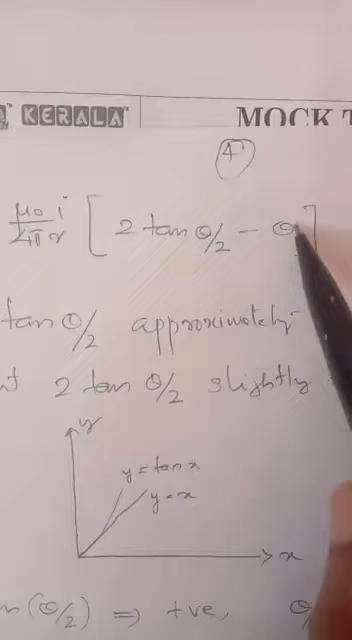 KERALA
MOCK T
4
μ₀ i / 4π r [ 2 tan θ/2 − θ ]
tan θ/2 approximately
2 tan θ/2 slightly
y
y = tan x
y = x
x
(θ/2) ⇒ +ve, θ/